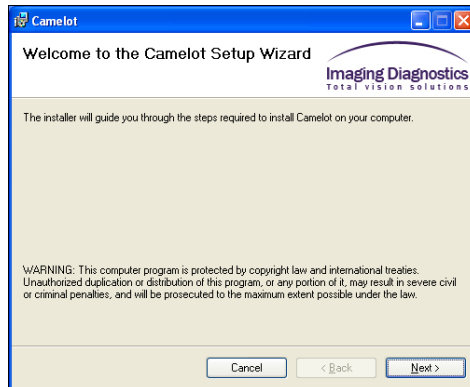 Camelot
Welcome to the Camelot Setup Wizard
Imaging Diagnostics
Total vision solutions
The installer will guide you through the steps required to install Camelot on your computer.
WARNING: This computer program is protected by copyright law and international treaties.
Unauthorized duplication or distribution of this program, or any portion of it, may result in severe civil
or criminal penalties, and will be prosecuted to the maximum extent possible under the law.
Cancel
< Back
Next >